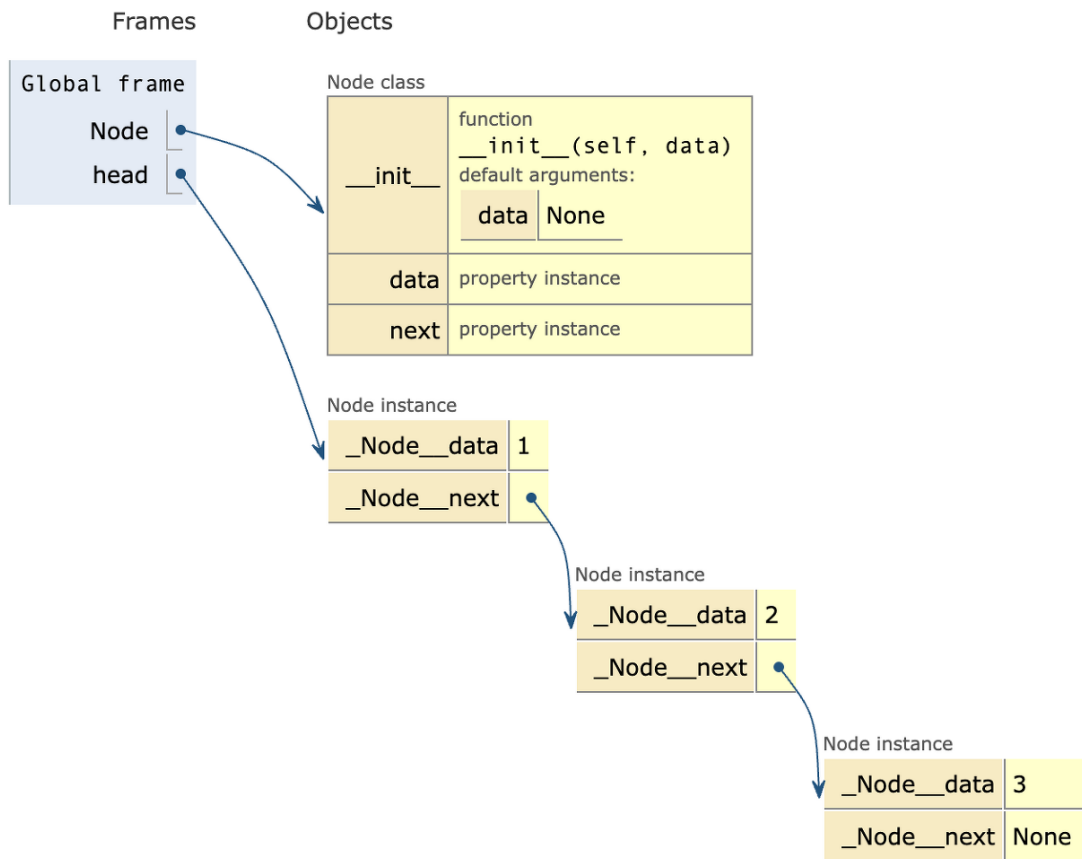 Frames Objects
Global frame
Node
head
Node class
__init__
function
__init__(self, data)
default arguments:
data None
data property instance
next property instance
Node instance
_Node__data 1
_Node__next
Node instance
_Node__data 2
_Node__next
Node instance
_Node__data 3
_Node__next None